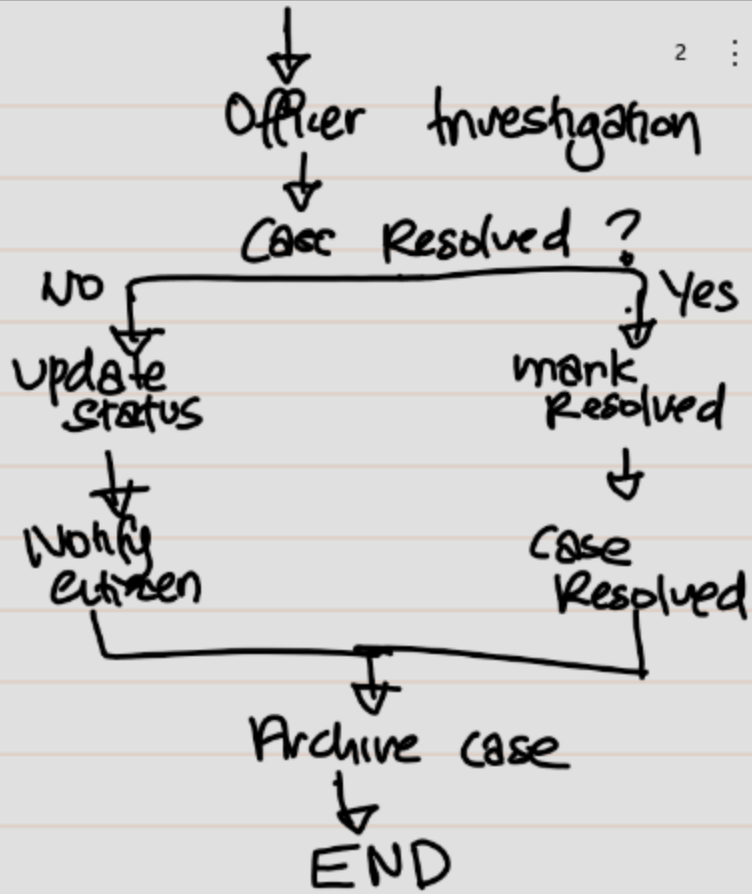 2
Officer Investigation
Case Resolved ?
No
Yes
update
status
mark
Resolved
Notify
citizen
case
Resolved
Archive case
END